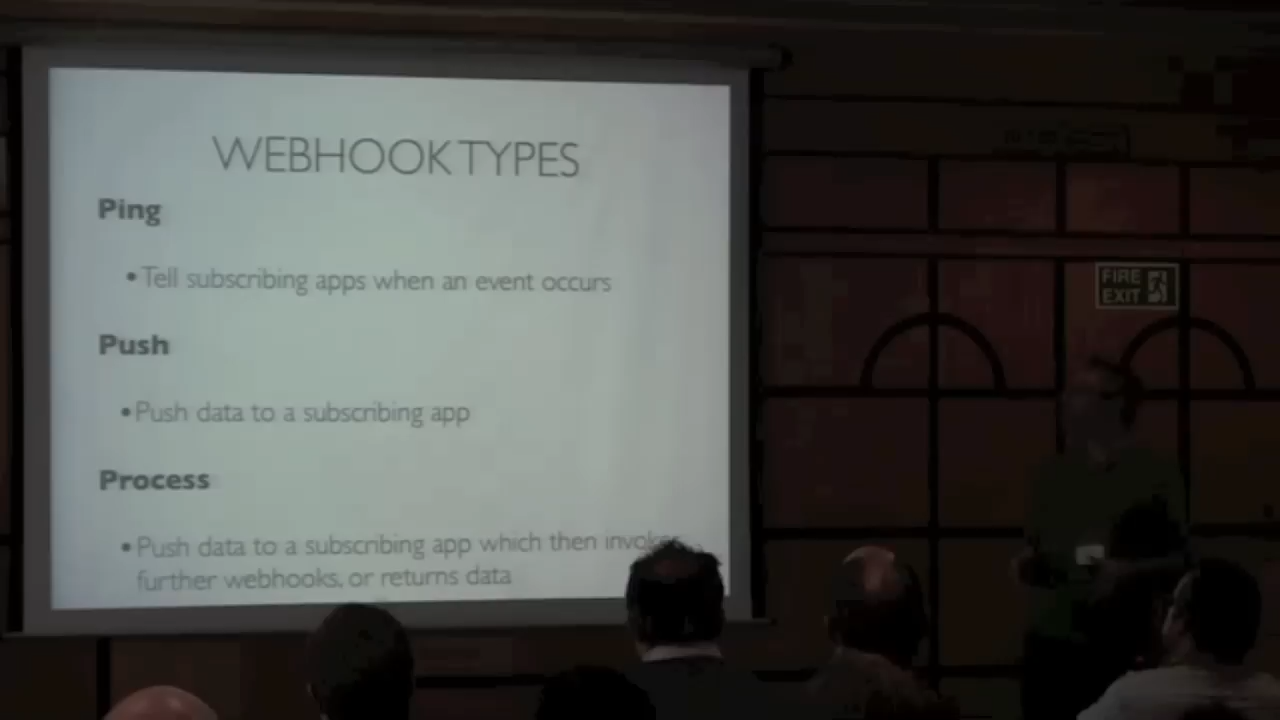 WEBHOOK TYPES
Ping
• Tell subscribing apps when an event occurs
Push
• Push data to a subscribing app
Process
• Push data to a subscribing app which then invokes
further webhooks, or returns data
FIRE
EXIT